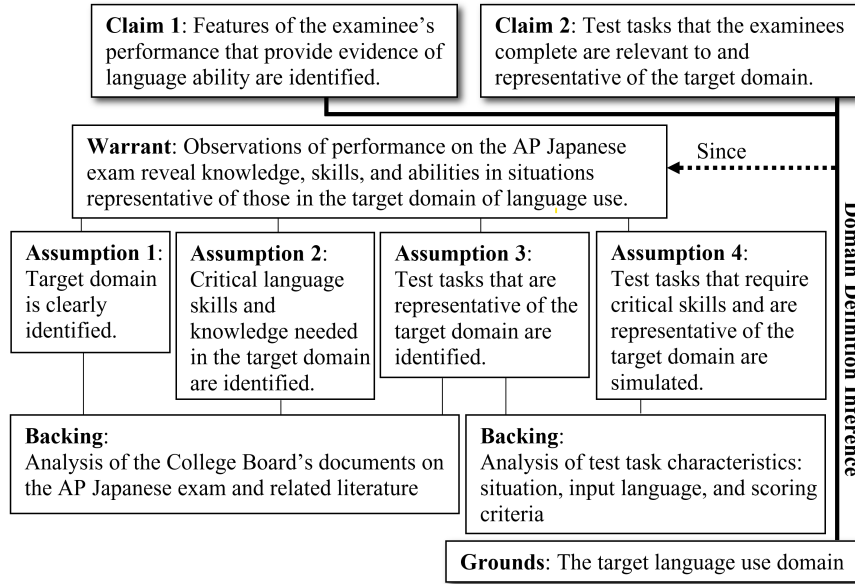 Claim 1: Features of the examinee's
performance that provide evidence of
language ability are identified.
Claim 2: Test tasks that the examinees
complete are relevant to and
representative of the target domain.
Warrant: Observations of performance on the AP Japanese
exam reveal knowledge, skills, and abilities in situations
representative of those in the target domain of language use.
Since
Domain Definition Inference
Assumption 1:
Target domain
is clearly
identified.
Assumption 2:
Critical language
skills and
knowledge needed
in the target domain
are identified.
Assumption 3:
Test tasks that are
representative of the
target domain are
identified.
Assumption 4:
Test tasks that require
critical skills and are
representative of the
target domain are
simulated.
Backing:
Analysis of the College Board's documents on
the AP Japanese exam and related literature
Backing:
Analysis of test task characteristics:
situation, input language, and scoring
criteria
Grounds: The target language use domain